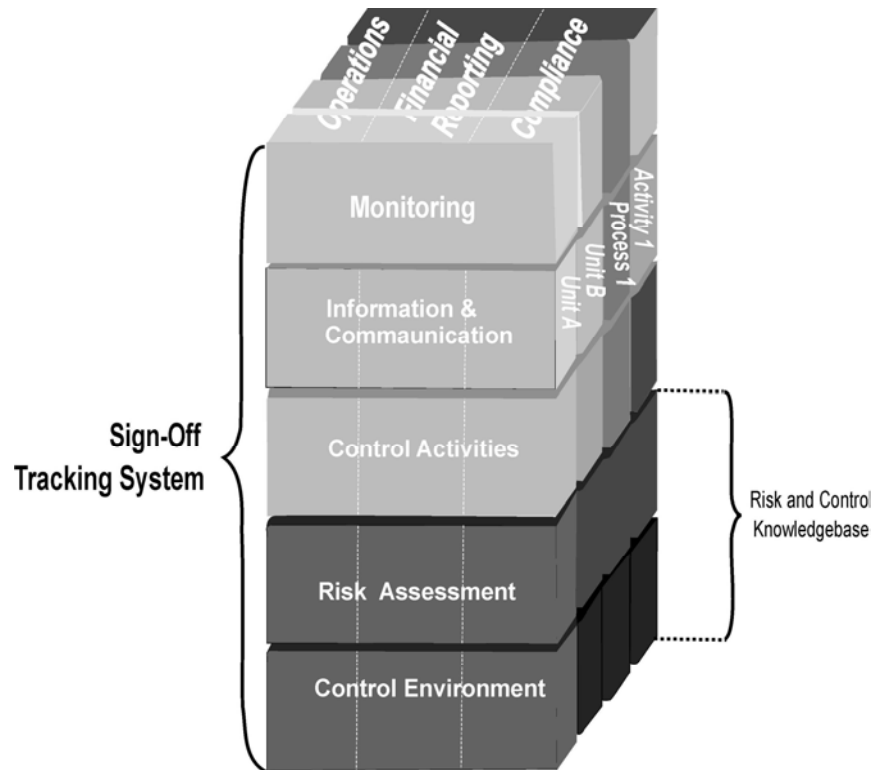 Operations
Financial
Reporting
Compliance
Monitoring
Information &
Commaunication
Control Activities
Risk Assessment
Control Environment
Unit A
Unit B
Process 1
Activity 1
Sign-Off
Tracking System
Risk and Control
Knowledgebase